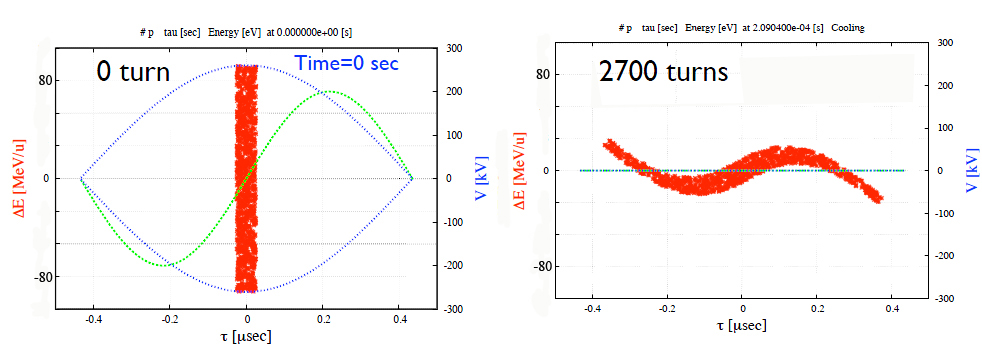 # p tau [sec] Energy [eV] at 0.000000e+00 [s]
0 turn
Time=0 sec
80
0
-80
ΔE [MeV/u]
300
200
100
0
-100
-200
-300
V [kV]
-0.4 -0.2 0 0.2 0.4
τ [μsec]
# p tau [sec] Energy [eV] at 2.090400e-04 [s] Cooling
2700 turns
80
0
-80
ΔE [MeV/u]
300
200
100
0
-100
-200
-300
V [kV]
-0.4 -0.2 0 0.2 0.4
τ [μsec]